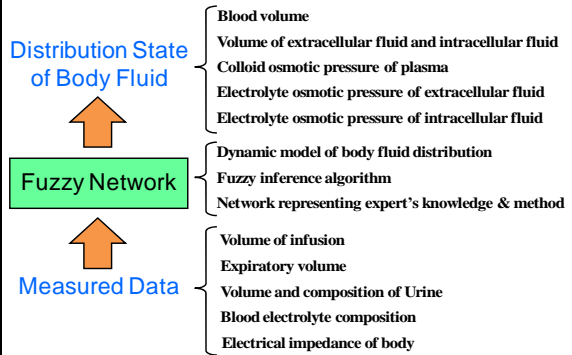 Distribution State
of Body Fluid
Blood volume
Volume of extracellular fluid and intracellular fluid
Colloid osmotic pressure of plasma
Electrolyte osmotic pressure of extracellular fluid
Electrolyte osmotic pressure of intracellular fluid
Fuzzy Network
Dynamic model of body fluid distribution
Fuzzy inference algorithm
Network representing expert's knowledge & method
Measured Data
Volume of infusion
Expiratory volume
Volume and composition of Urine
Blood electrolyte composition
Electrical impedance of body